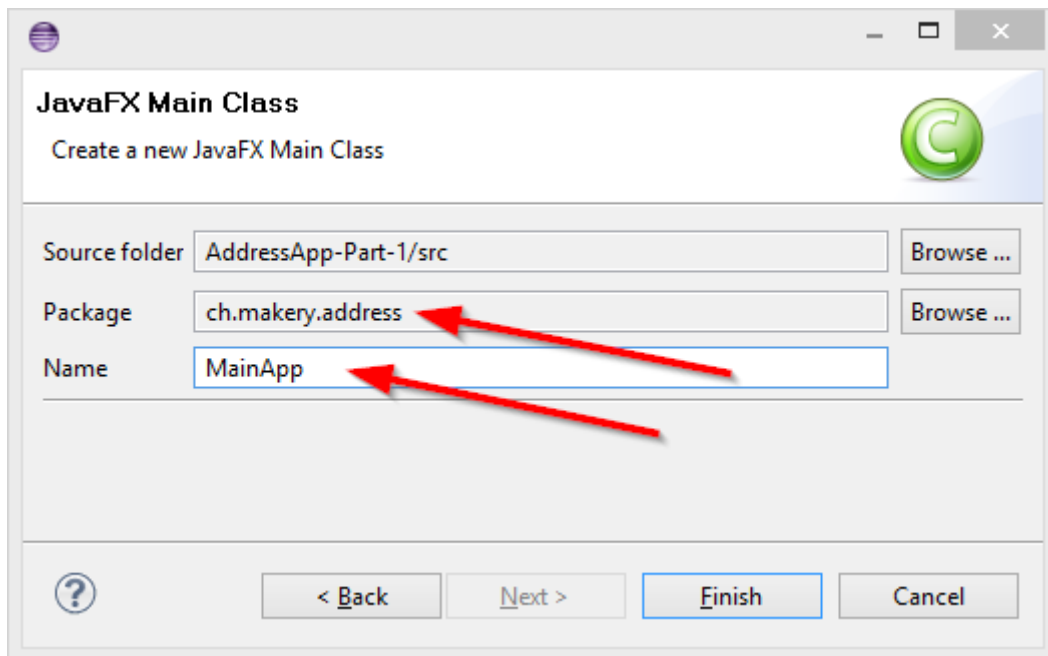 JavaFX Main Class
Create a new JavaFX Main Class
Source folder AddressApp-Part-1/src Browse ...
Package ch.makery.address Browse ...
Name MainApp
< Back Next > Finish Cancel